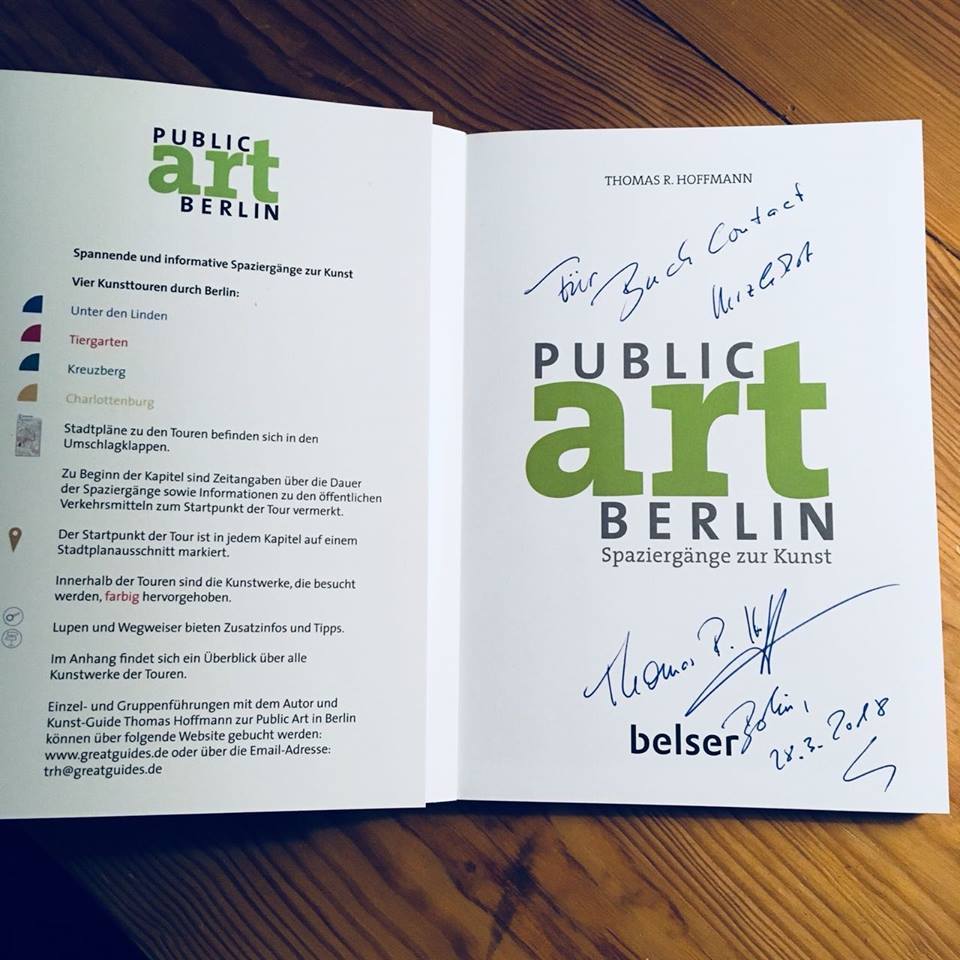 PUBLIC
art
BERLIN
Spannende und informative Spaziergänge zur Kunst
Vier Kunsttouren durch Berlin:
Unter den Linden
Tiergarten
Kreuzberg
Charlottenburg
Stadtpläne zu den Touren befinden sich in den
Umschlagklappen.
Zu Beginn der Kapitel sind Zeitangaben über die Dauer
der Spaziergänge sowie Informationen zu den öffentlichen
Verkehrsmitteln zum Startpunkt der Tour vermerkt.
Der Startpunkt der Tour ist in jedem Kapitel auf einem
Stadtplanausschnitt markiert.
Innerhalb der Touren sind die Kunstwerke, die besucht
werden, farbig hervorgehoben.
Lupen und Wegweiser bieten Zusatzinfos und Tipps.
Im Anhang findet sich ein Überblick über alle
Kunstwerke der Touren.
Einzel- und Gruppenführungen mit dem Autor und
Kunst-Guide Thomas Hoffmann zur Public Art in Berlin
können über folgende Website gebucht werden:
www.greatguides.de oder über die Email-Adresse:
trh@greatguides.de
THOMAS R. HOFFMANN
Für Buch Contact
PUBLIC
art
BERLIN
Spaziergänge zur Kunst
Thomas R.
belser
Berlin,
28.3.2018